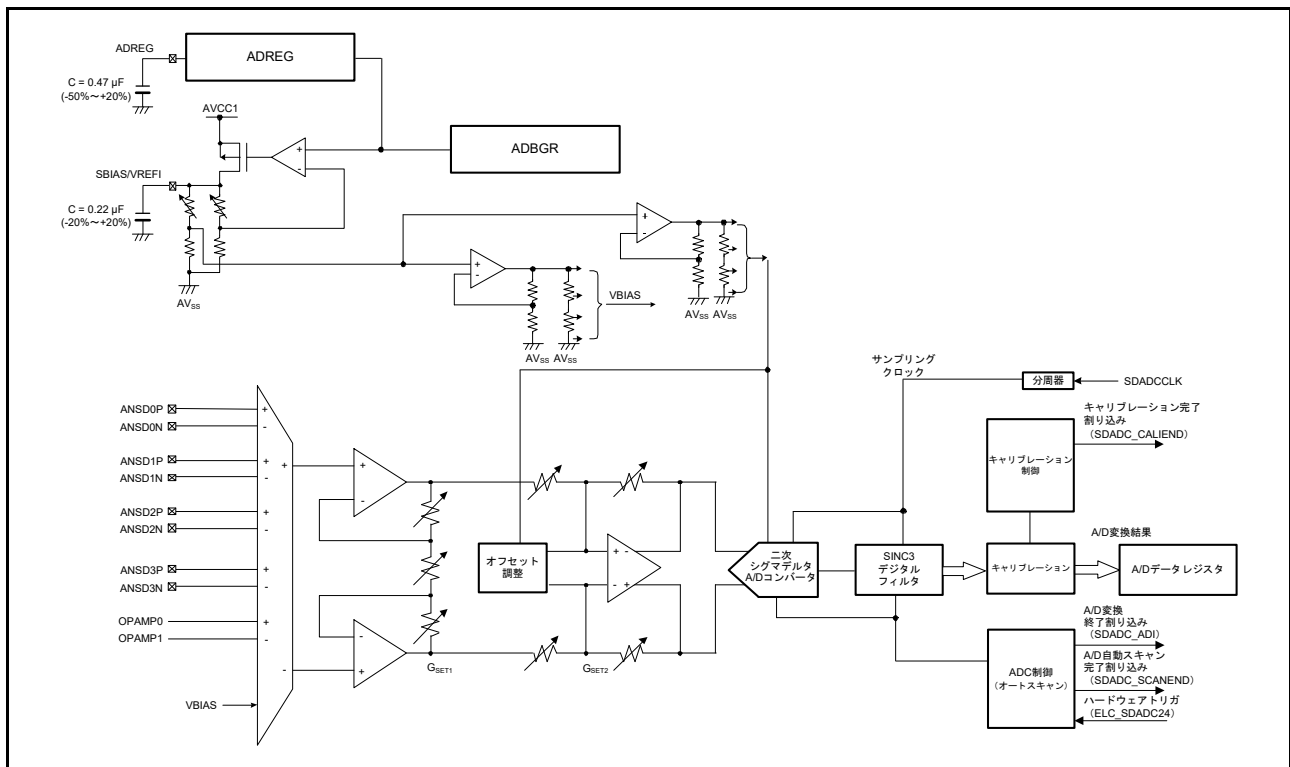 ADREG
ADREG
C = 0.47 µF
(-50%～+20%)
AVCC1
ADBGR
SBIAS/VREFI
C = 0.22 µF
(-20%～+20%)
+
-
+
-
+
-
VBIAS
AVSS
AVSS
AVSS
AVSS
AVSS
サンプリング
クロック
分周器
SDADCCLK
キャリブレーション完了
割り込み
（SDADC_CALIEND）
キャリブレーション
制御
ANSD0P
+
ANSD0N
-
ANSD1P
+
ANSD1N
-
ANSD2P
+
ANSD2N
-
ANSD3P
+
ANSD3N
-
OPAMP0
+
OPAMP1
-
VBIAS
+
-
+
-
-
+
GSET1
オフセット
調整
+ -
- +
GSET2
二次
シグマデルタ
A/Dコンバータ
SINC3
デジタル
フィルタ
キャリブレーション
A/D変換結果
A/Dデータレジスタ
ADC制御
（オートスキャン）
A/D変換
終了割り込み
（SDADC_ADI）
A/D自動スキャン
完了割り込み
（SDADC_SCANEND）
ハードウェアトリガ
（ELC_SDADC24）